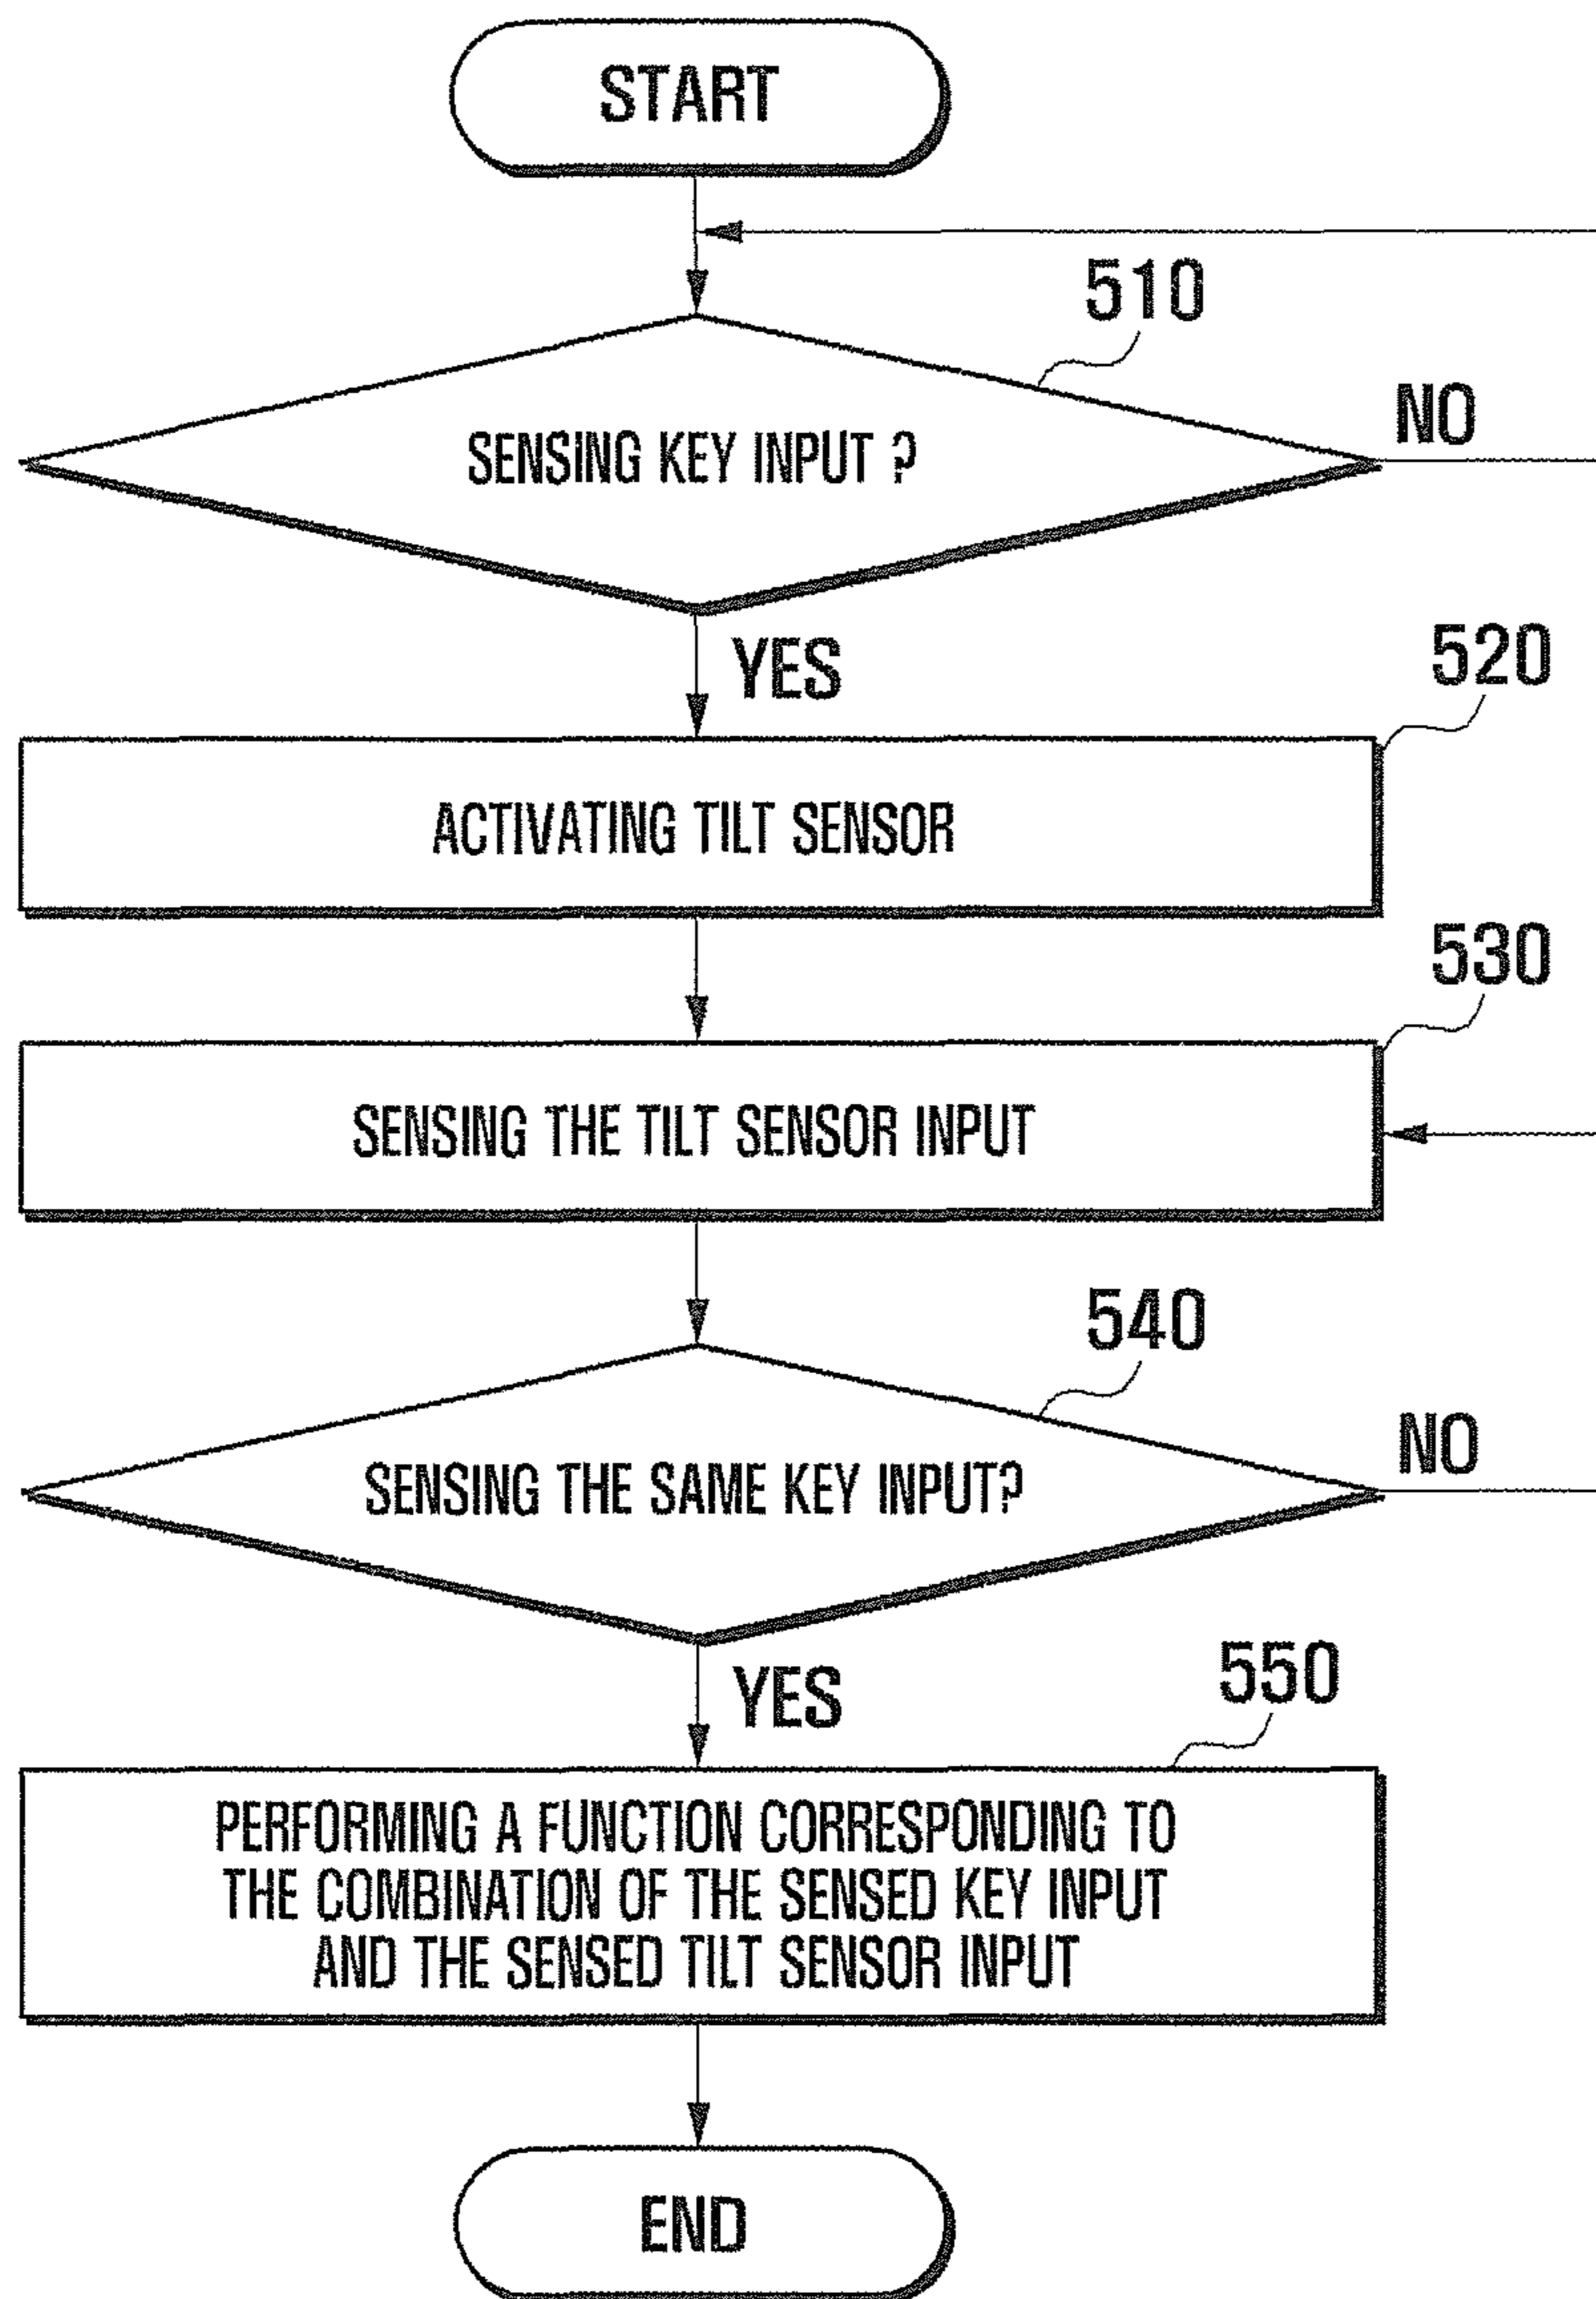 START
510
SENSING KEY INPUT ?
NO
YES
520
ACTIVATING TILT SENSOR
530
SENSING THE TILT SENSOR INPUT
540
SENSING THE SAME KEY INPUT?
NO
YES
550
PERFORMING A FUNCTION CORRESPONDING TO
THE COMBINATION OF THE SENSED KEY INPUT
AND THE SENSED TILT SENSOR INPUT
END